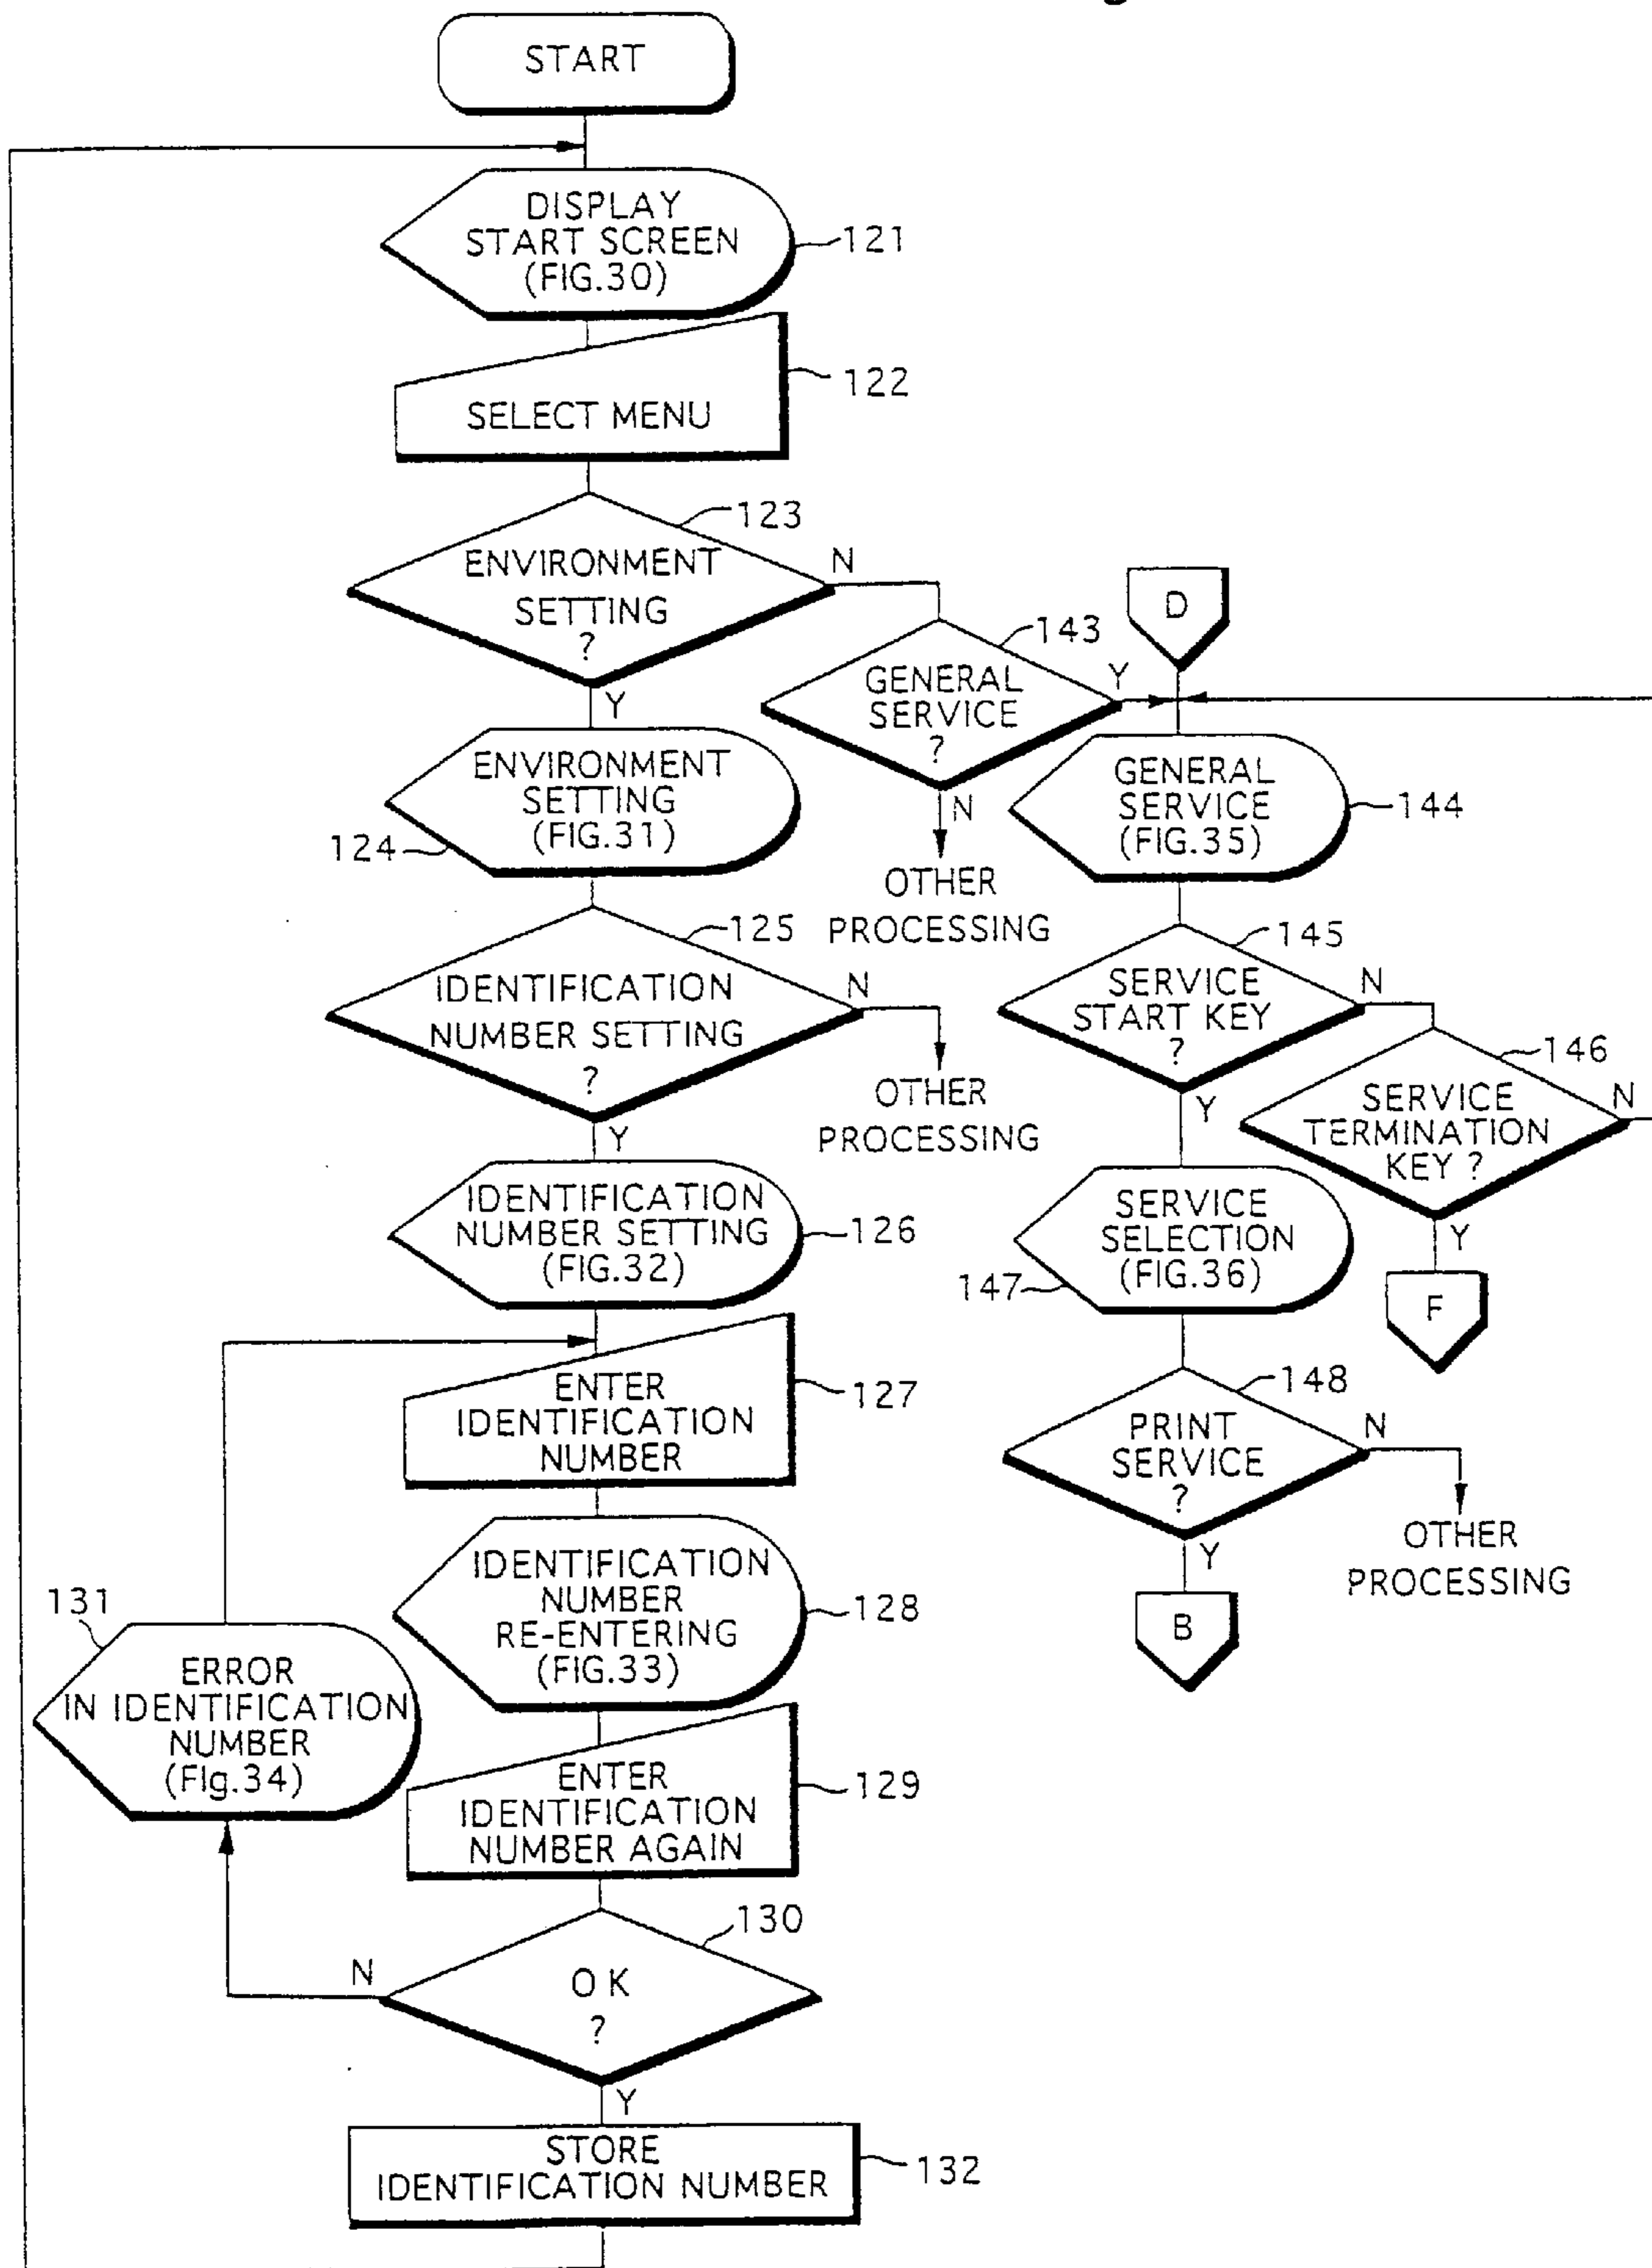 START
DISPLAY
START SCREEN
(FIG.30)
121
SELECT MENU
122
123
ENVIRONMENT
SETTING
?
N
Y
143
GENERAL
SERVICE
?
Y
N
OTHER
PROCESSING
D
ENVIRONMENT
SETTING
(FIG.31)
124
GENERAL
SERVICE
(FIG.35)
144
125
IDENTIFICATION
NUMBER SETTING
?
N
OTHER
PROCESSING
Y
145
SERVICE
START KEY
?
N
Y
146
SERVICE
TERMINATION
KEY ?
N
Y
F
IDENTIFICATION
NUMBER SETTING
(FIG.32)
126
SERVICE
SELECTION
(FIG.36)
147
ENTER
IDENTIFICATION
NUMBER
127
148
PRINT
SERVICE
?
N
OTHER
PROCESSING
Y
B
IDENTIFICATION
NUMBER
RE-ENTERING
(FIG.33)
128
131
ERROR
IN IDENTIFICATION
NUMBER
(FIg.34)
ENTER
IDENTIFICATION
NUMBER AGAIN
129
130
OK
?
N
Y
STORE
IDENTIFICATION NUMBER
132